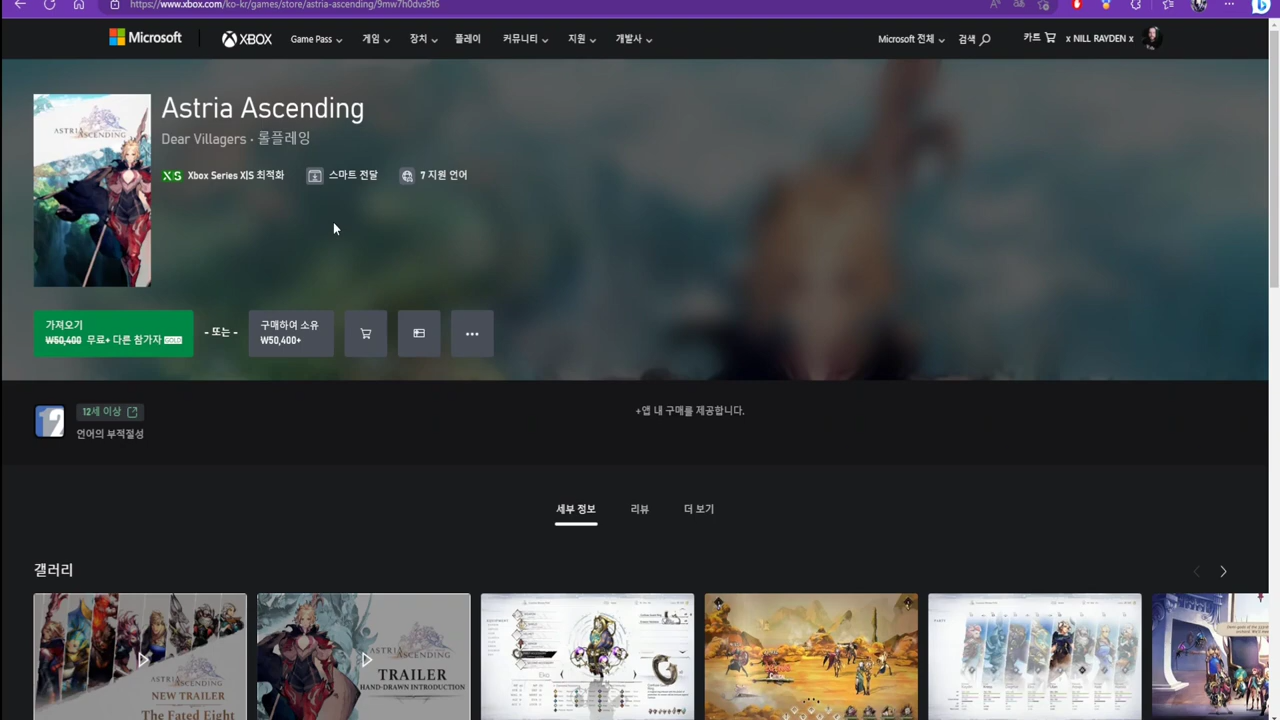 https://www.xbox.com/ko-kr/games/store/astria-ascending/9mw7h0dvs9t6
Microsoft XBOX Game Pass 게임 장치 플레이 커뮤니티 지원 개발사 Microsoft 전체 검색 카트 x NILL RAYDEN x
ASTRIA ASCENDING
Astria Ascending
Dear Villagers · 롤플레잉
XS Xbox Series X|S 최적화 스마트 전달 7 지원 언어
가져오기
₩50,400 무료+ 다른 참가자 GOLD
- 또는 -
구매하여 소유
₩50,400+
12
12세 이상
언어의 부적절성
+앱 내 구매를 제공합니다.
세부 정보 리뷰 더 보기
갤러리
ASTRIA ASCENDING
NEW TRAILER
The Fated Eight
ASTRIA ASCENDING
TRAILER
HAND-DRAWN INTRODUCTION